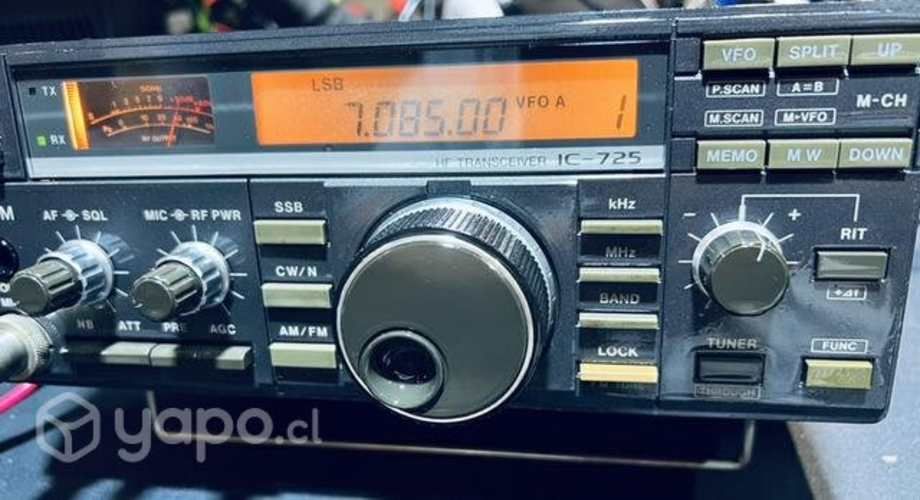 TX
RX
LSB
7.085.00 VFO A 1
HF TRANSCEIVER IC-725
VFO SPLIT UP
P.SCAN A=B
M-CH
M.SCAN M▸VFO
MEMO MW DOWN
AF SQL
MIC RF PWR
NB ATT PRE AGC
SSB
CW/N
AM/FM
kHz
MHz
BAND
LOCK
- +
RIT
TUNER
THROUGH
FUNC
yapo.cl